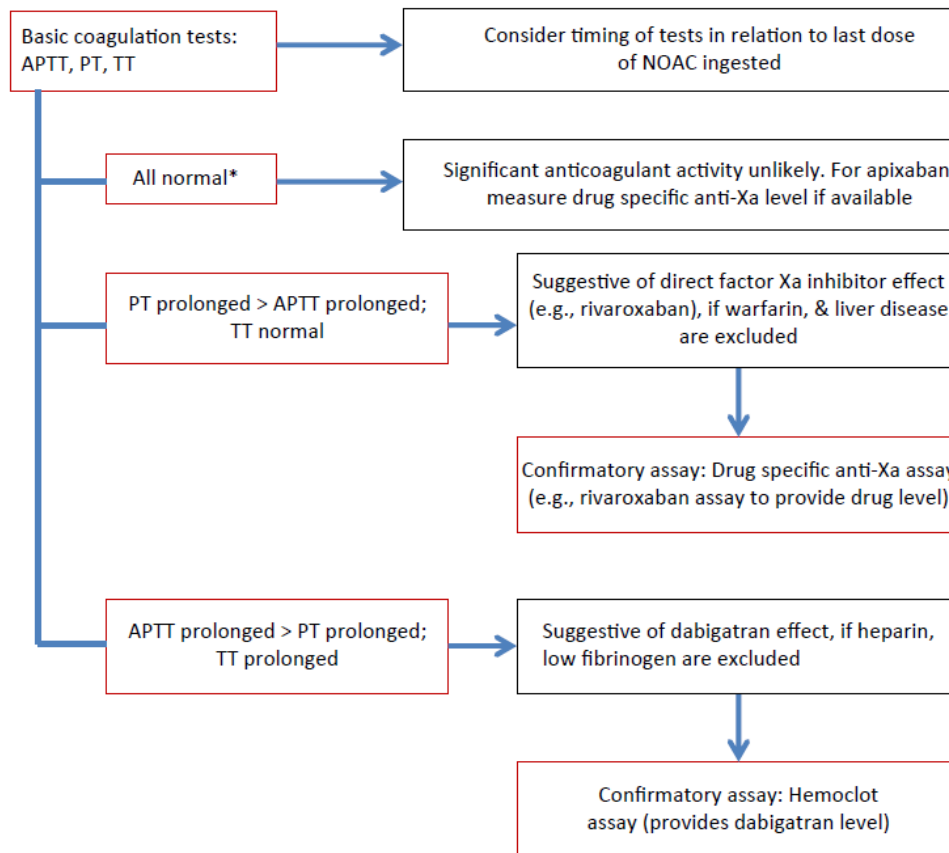 Basic coagulation tests:
APTT, PT, TT
Consider timing of tests in relation to last dose
of NOAC ingested
All normal*
Significant anticoagulant activity unlikely. For apixaban
measure drug specific anti-Xa level if available
PT prolonged > APTT prolonged;
TT normal
Suggestive of direct factor Xa inhibitor effect
(e.g., rivaroxaban), if warfarin, & liver disease
are excluded
Confirmatory assay: Drug specific anti-Xa assay
(e.g., rivaroxaban assay to provide drug level)
APTT prolonged > PT prolonged;
TT prolonged
Suggestive of dabigatran effect, if heparin,
low fibrinogen are excluded
Confirmatory assay: Hemoclot
assay (provides dabigatran level)